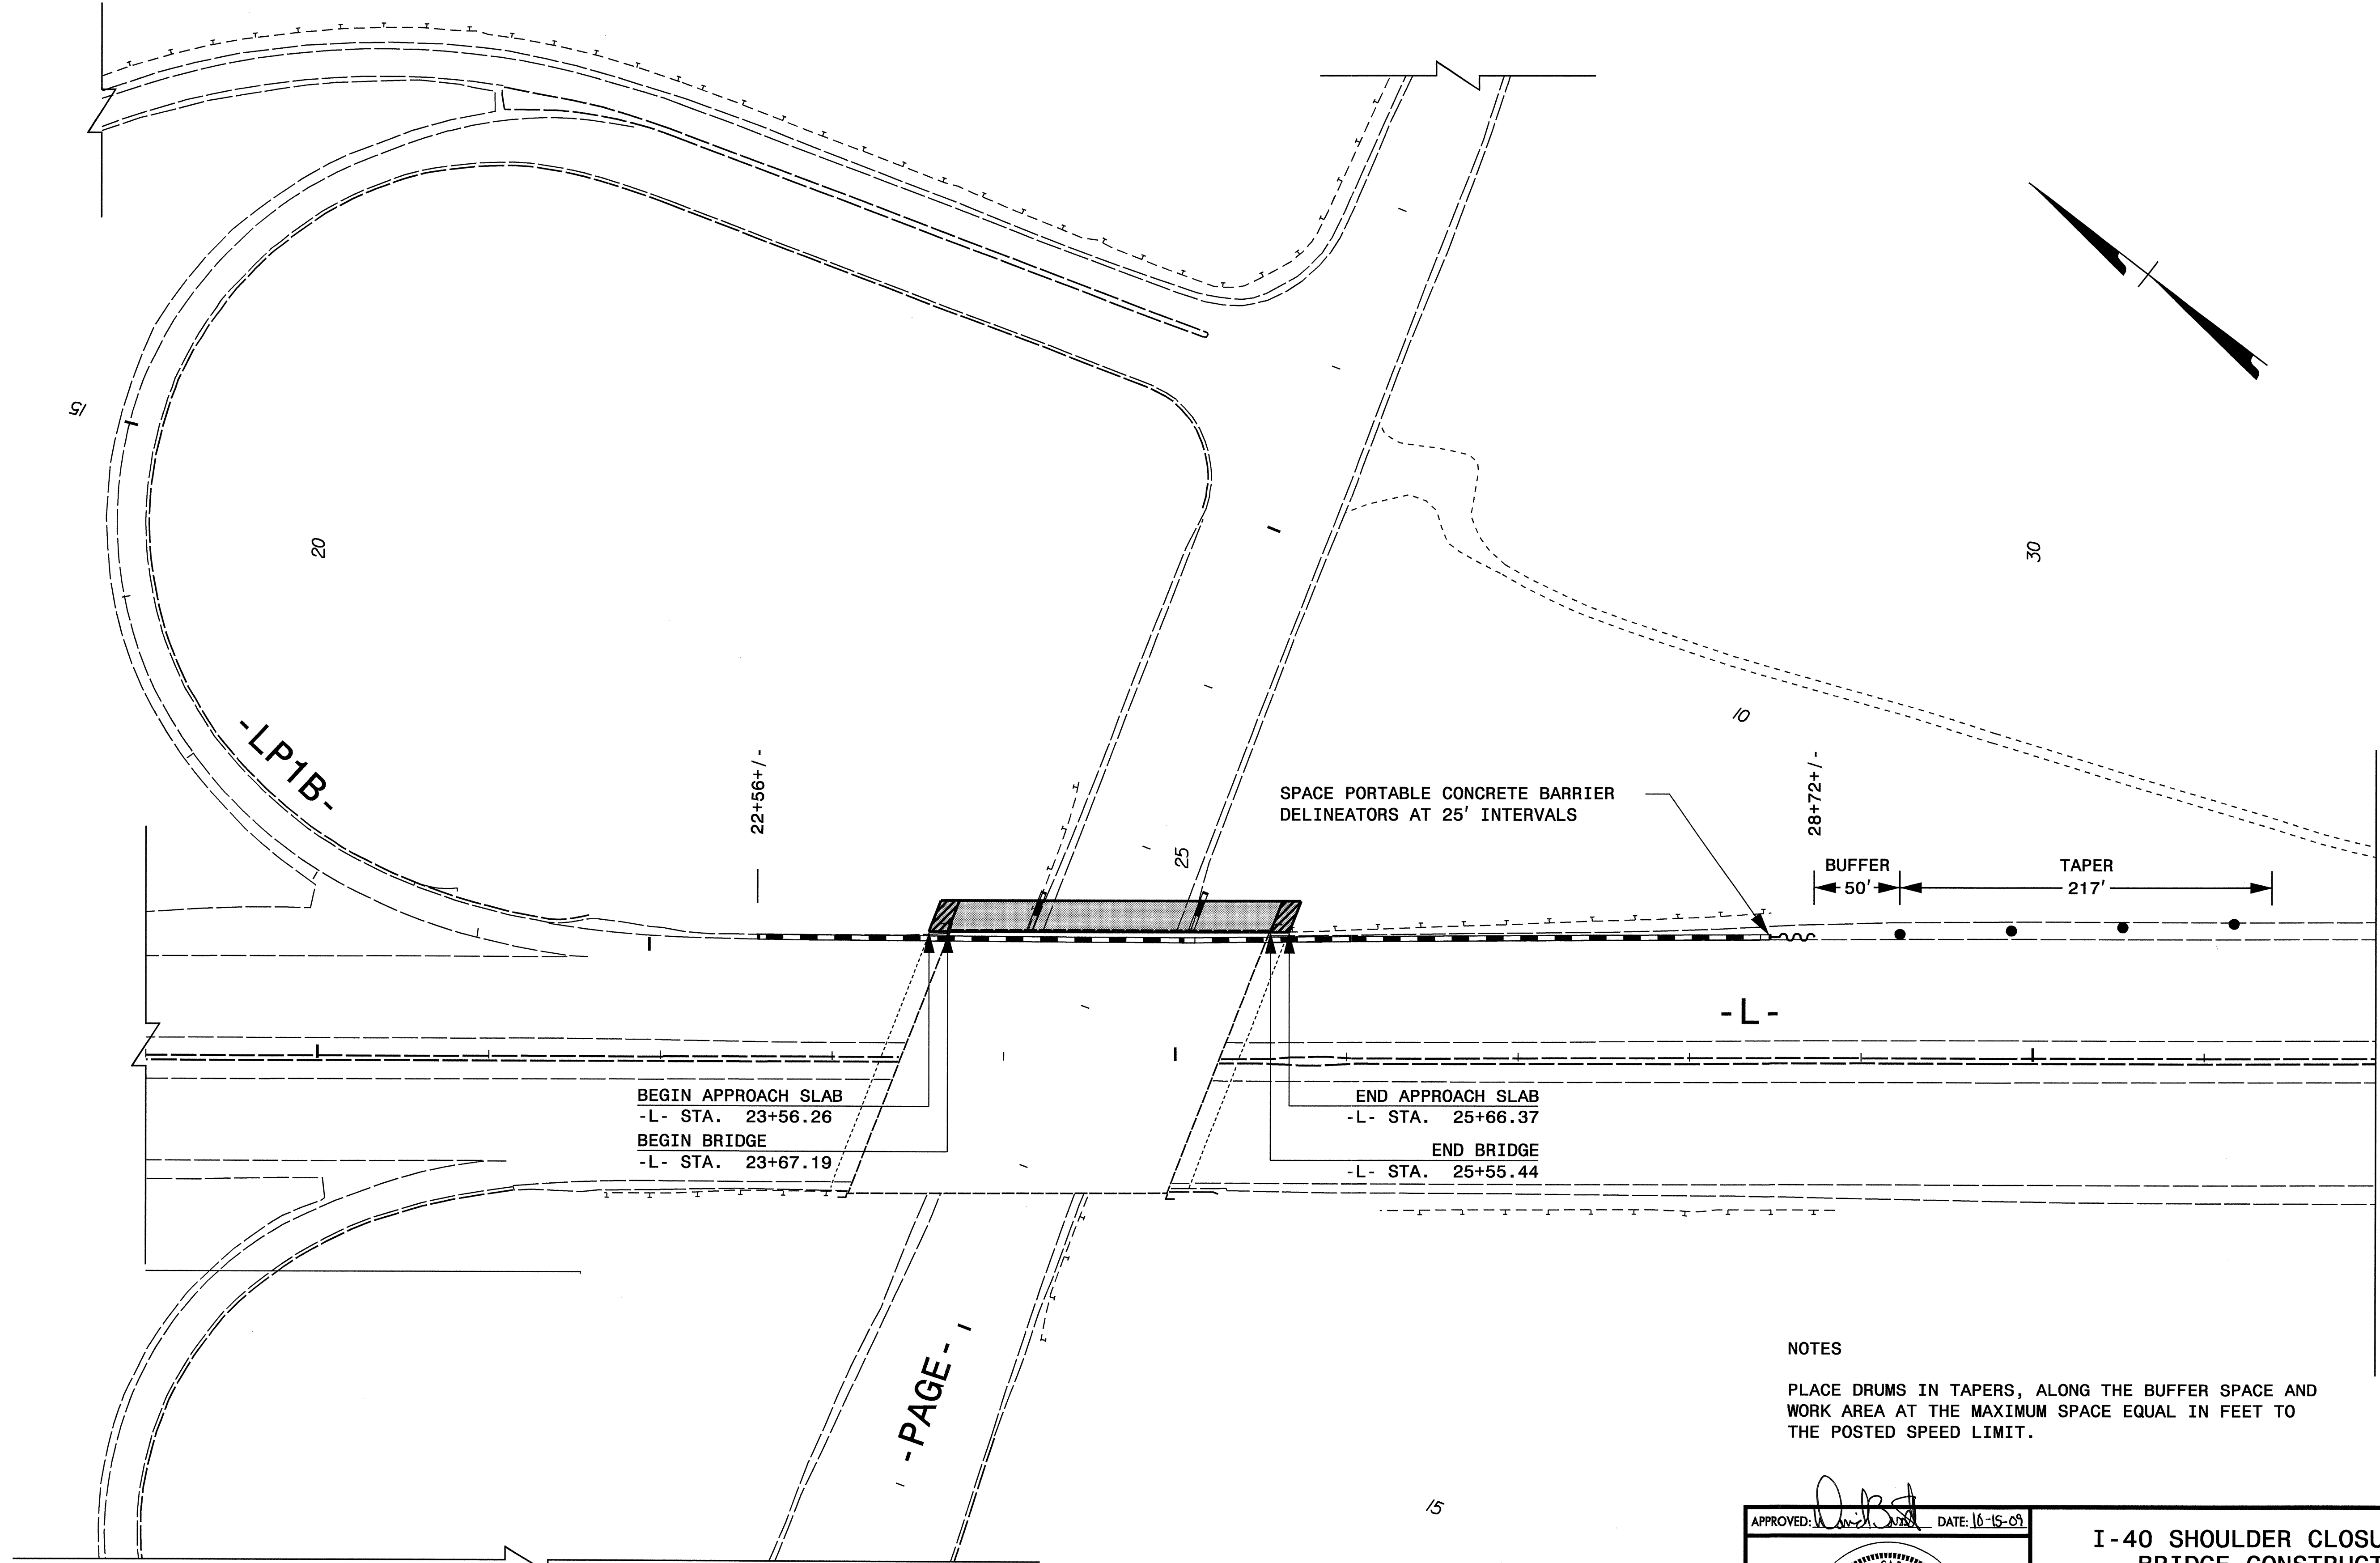 15
20
-LP1B-
22+56+/-
25
SPACE PORTABLE CONCRETE BARRIER
DELINEATORS AT 25' INTERVALS
30
10
28+72+/-
BUFFER
50'
TAPER
217'
-L-
BEGIN APPROACH SLAB
-L- STA. 23+56.26
BEGIN BRIDGE
-L- STA. 23+67.19
END APPROACH SLAB
-L- STA. 25+66.37
END BRIDGE
-L- STA. 25+55.44
-PAGE-
15
NOTES
PLACE DRUMS IN TAPERS, ALONG THE BUFFER SPACE AND
WORK AREA AT THE MAXIMUM SPACE EQUAL IN FEET TO
THE POSTED SPEED LIMIT.
APPROVED: DATE: 10-15-09
I-40 SHOULDER